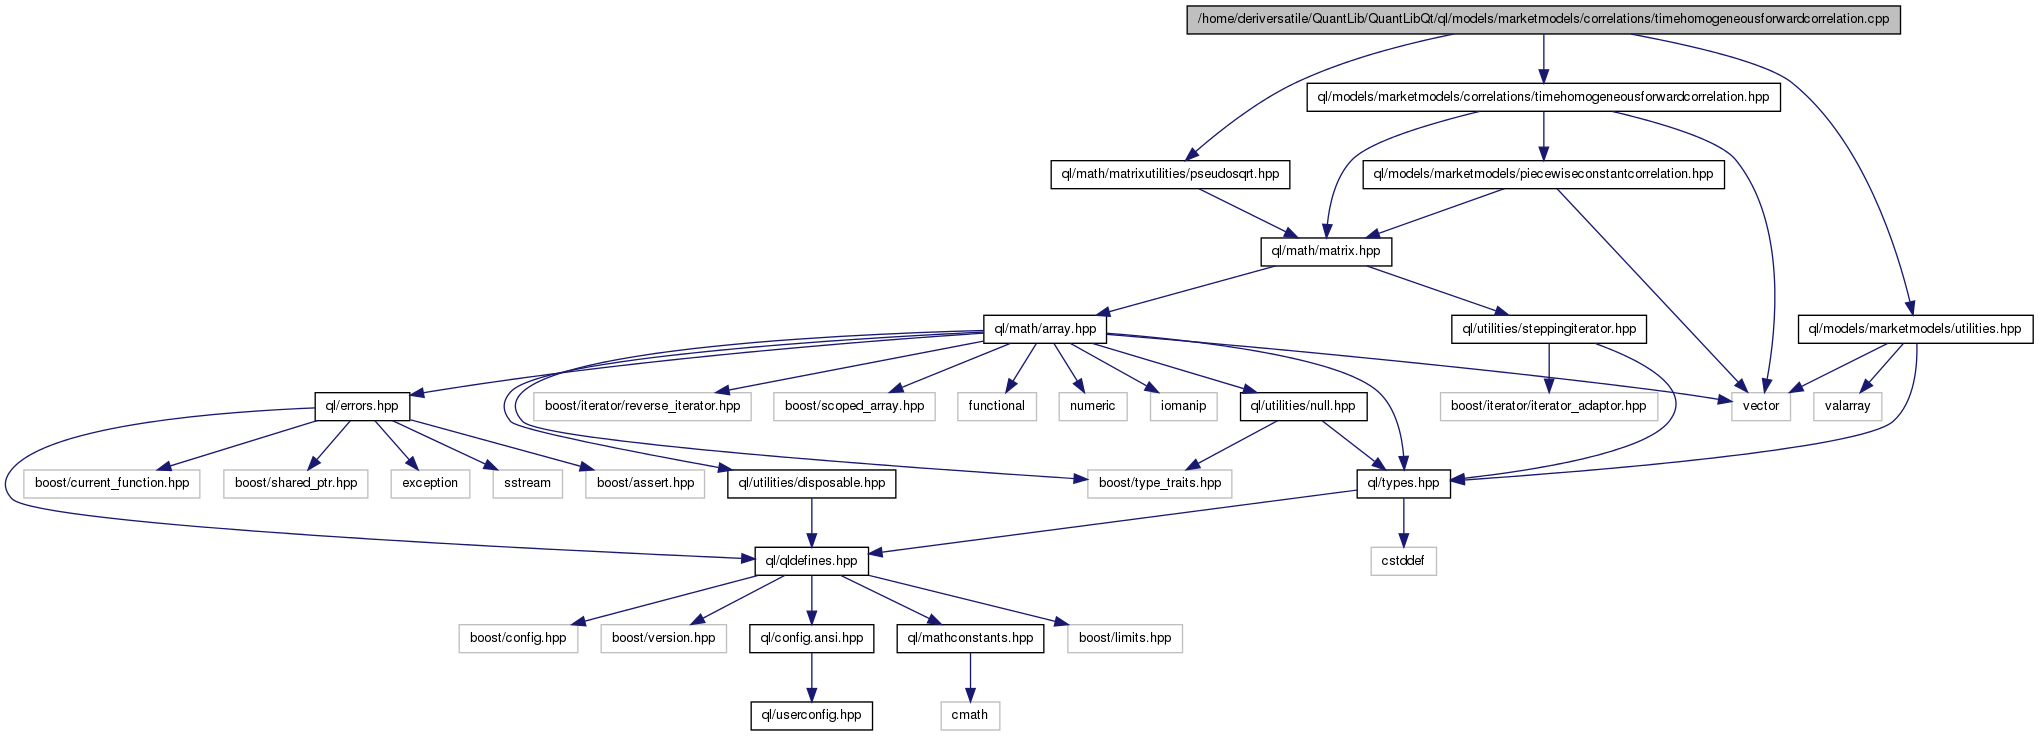 /home/deriversatile/QuantLib/QuantLibQt/ql/models/marketmodels/correlations/timehomogeneousforwardcorrelation.cpp
ql/models/marketmodels/correlations/timehomogeneousforwardcorrelation.hpp
ql/math/matrixutilities/pseudosqrt.hpp
ql/models/marketmodels/piecewiseconstantcorrelation.hpp
ql/math/matrix.hpp
ql/math/array.hpp
ql/utilities/steppingiterator.hpp
ql/models/marketmodels/utilities.hpp
ql/errors.hpp
boost/iterator/reverse_iterator.hpp
boost/scoped_array.hpp
functional
numeric
iomanip
ql/utilities/null.hpp
boost/iterator/iterator_adaptor.hpp
vector
valarray
boost/current_function.hpp
boost/shared_ptr.hpp
exception
sstream
boost/assert.hpp
ql/utilities/disposable.hpp
boost/type_traits.hpp
ql/types.hpp
ql/qldefines.hpp
cstddef
boost/config.hpp
boost/version.hpp
ql/config.ansi.hpp
ql/mathconstants.hpp
boost/limits.hpp
ql/userconfig.hpp
cmath